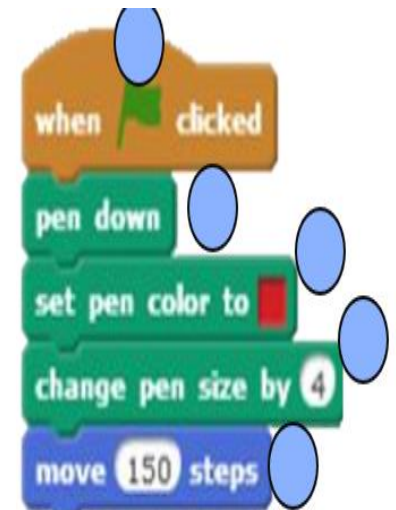 when clicked
pen down
set pen color to
change pen size by 4
move 150 steps